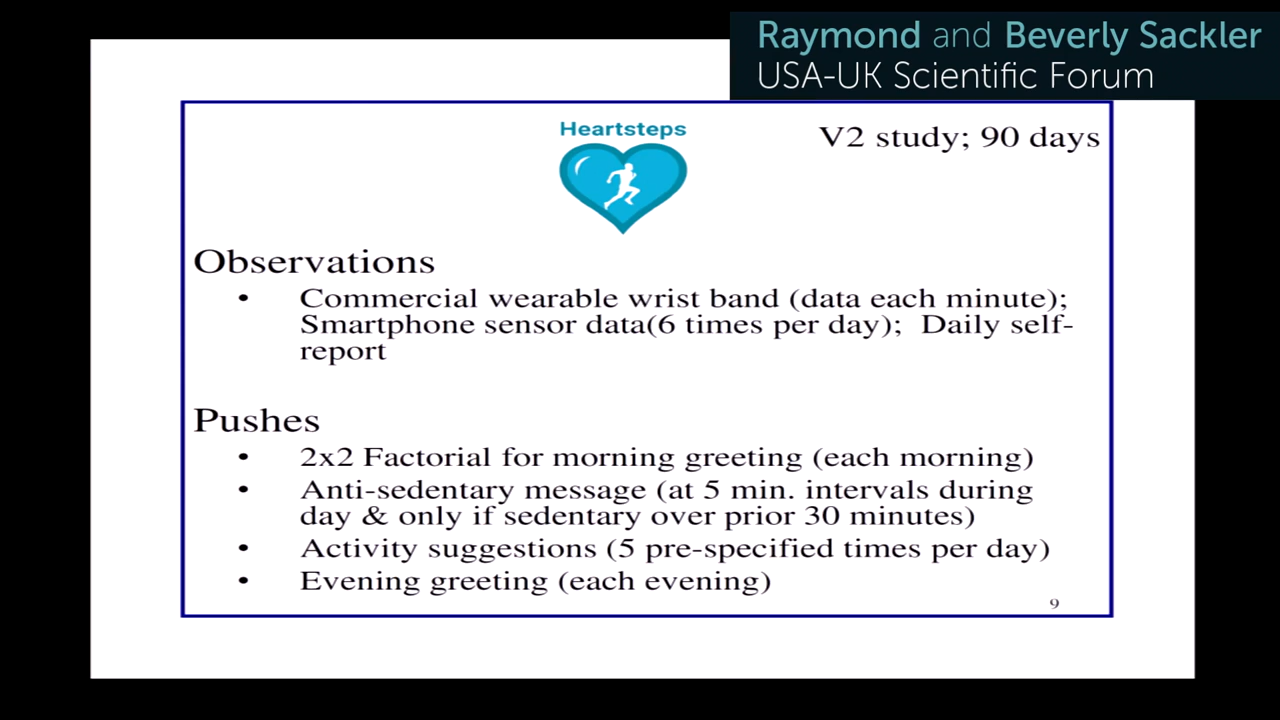 Raymond and Beverly Sackler
USA-UK Scientific Forum
Heartsteps
V2 study; 90 days
Observations
• Commercial wearable wrist band (data each minute);
Smartphone sensor data(6 times per day); Daily self-
report
Pushes
• 2x2 Factorial for morning greeting (each morning)
• Anti-sedentary message (at 5 min. intervals during
day & only if sedentary over prior 30 minutes)
• Activity suggestions (5 pre-specified times per day)
• Evening greeting (each evening)
9